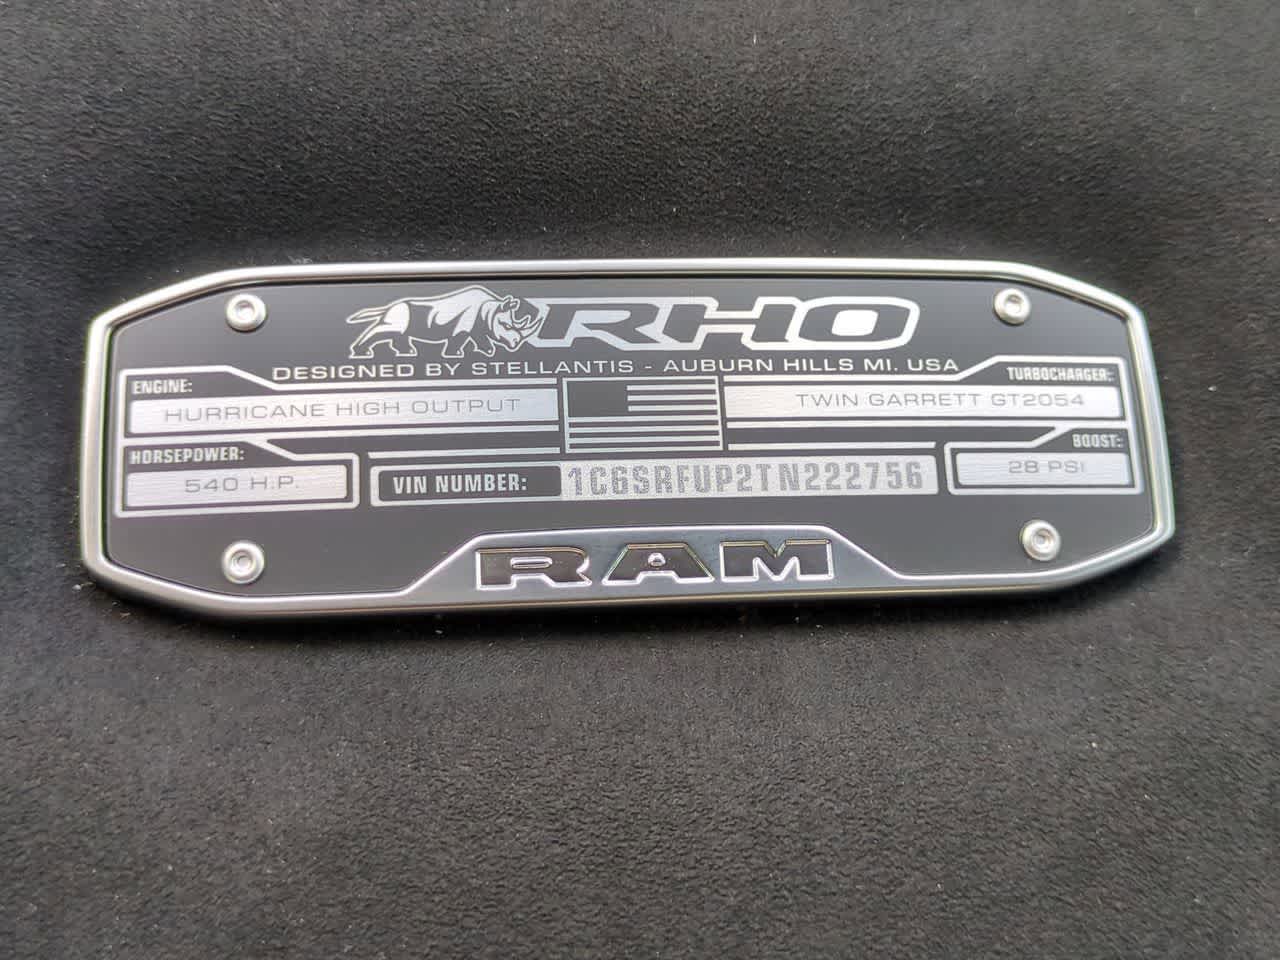 RHO
DESIGNED BY STELLANTIS - AUBURN HILLS MI. USA
ENGINE:
HURRICANE HIGH OUTPUT
TURBOCHARGER:
TWIN GARRETT GT2054
HORSEPOWER:
540 H.P.
VIN NUMBER: 1C6SRFUP2TN222756
BOOST:
28 PSI
RAM